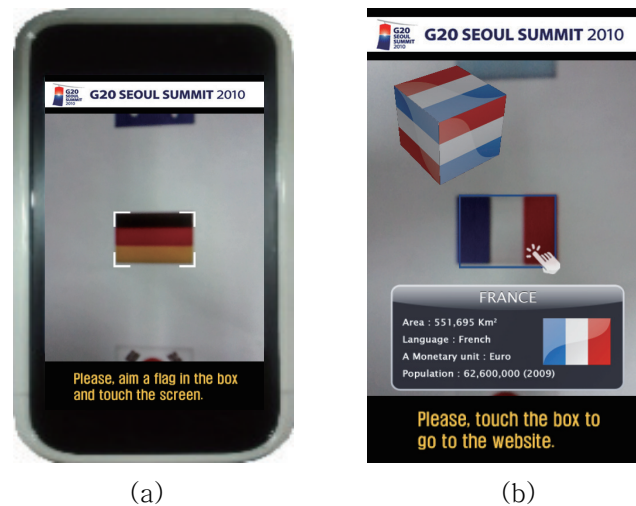 G20
SEOUL
SUMMIT
2010
G20 SEOUL SUMMIT 2010
Please, aim a flag in the box
and touch the screen.
(a)
G20
SEOUL
SUMMIT
2010
G20 SEOUL SUMMIT 2010
FRANCE
Area : 551,695 Km²
Language : French
A Monetary unit : Euro
Population : 62,600,000 (2009)
Please, touch the box to
go to the website.
(b)